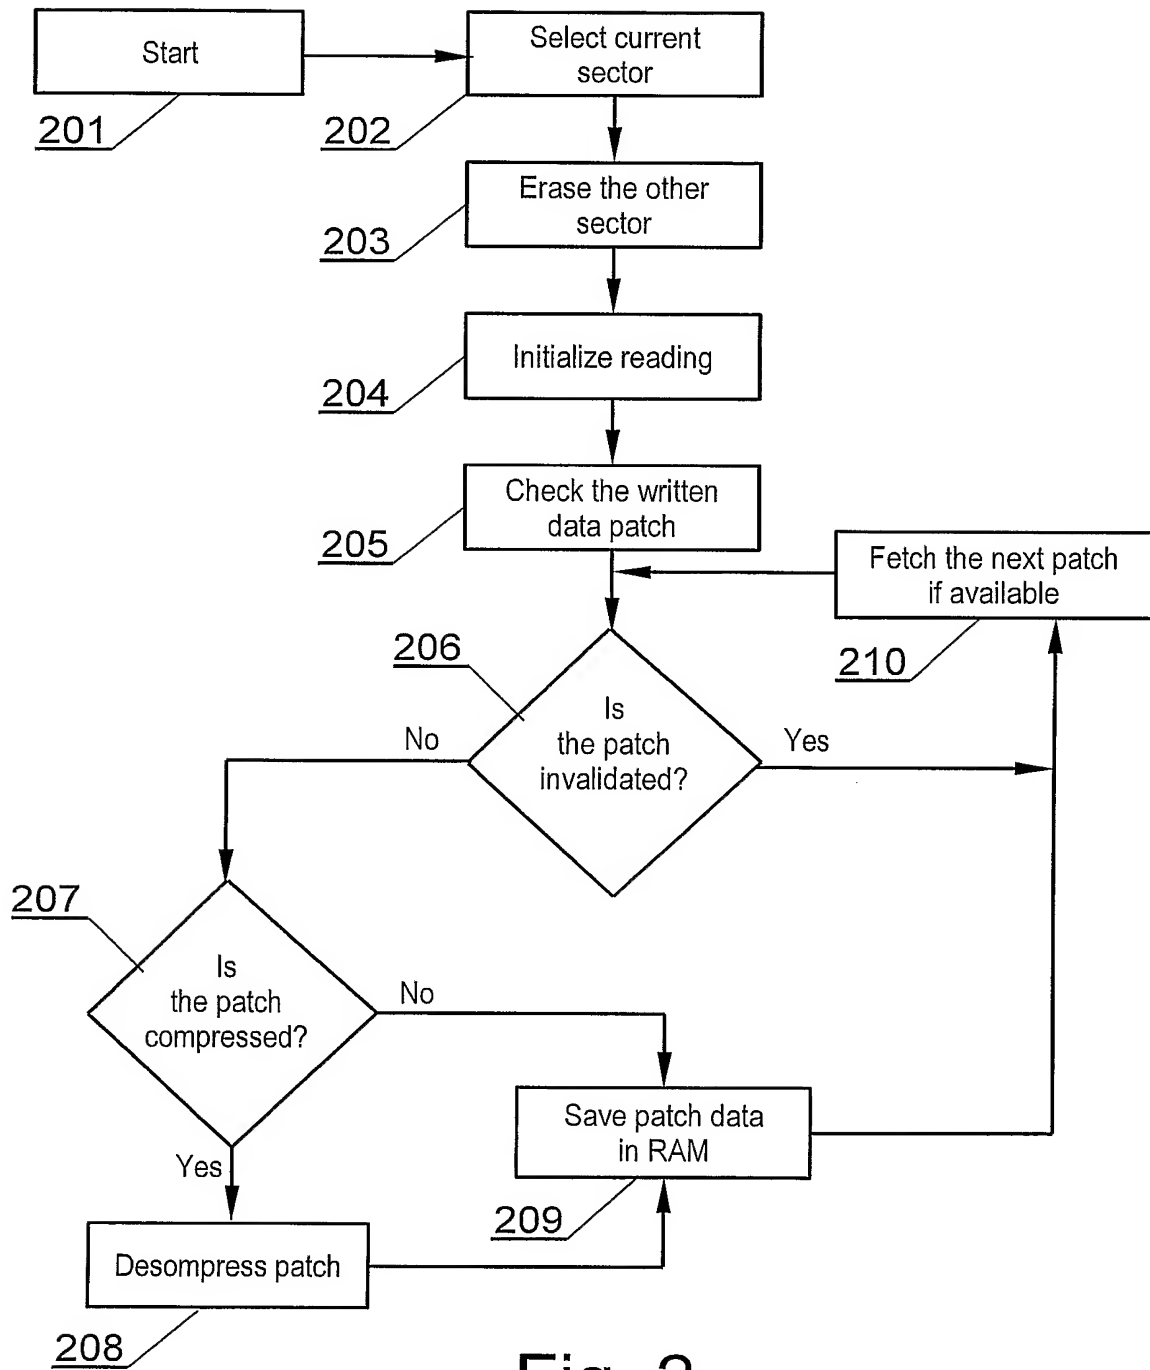 Start
201
Select current
sector
202
Erase the other
sector
203
Initialize reading
204
Check the written
data patch
205
Fetch the next patch
if available
210
206
Is
the patch
invalidated?
No
Yes
207
Is
the patch
compressed?
No
Yes
Save patch data
in RAM
209
Desompress patch
208